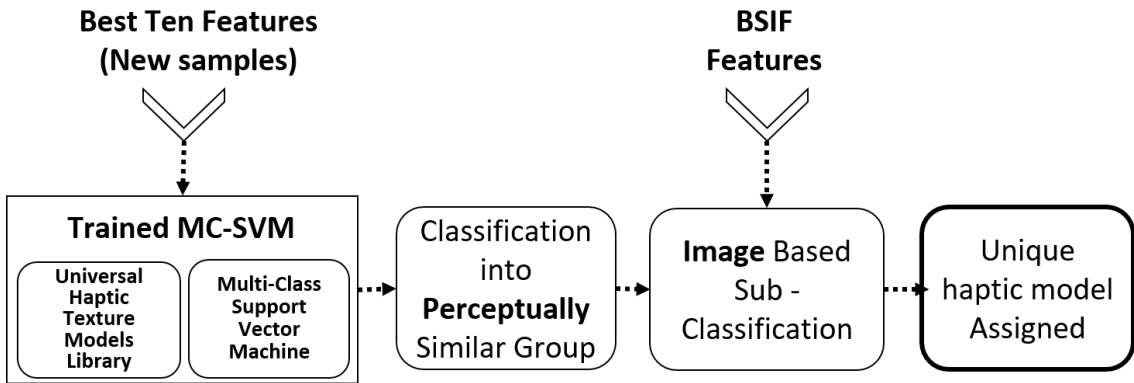 Best Ten Features
(New samples)
BSIF
Features
Trained MC-SVM
Universal
Haptic
Texture
Models
Library
Multi-Class
Support
Vector
Machine
Classification
into
Perceptually
Similar Group
Image Based
Sub -
Classification
Unique
haptic model
Assigned